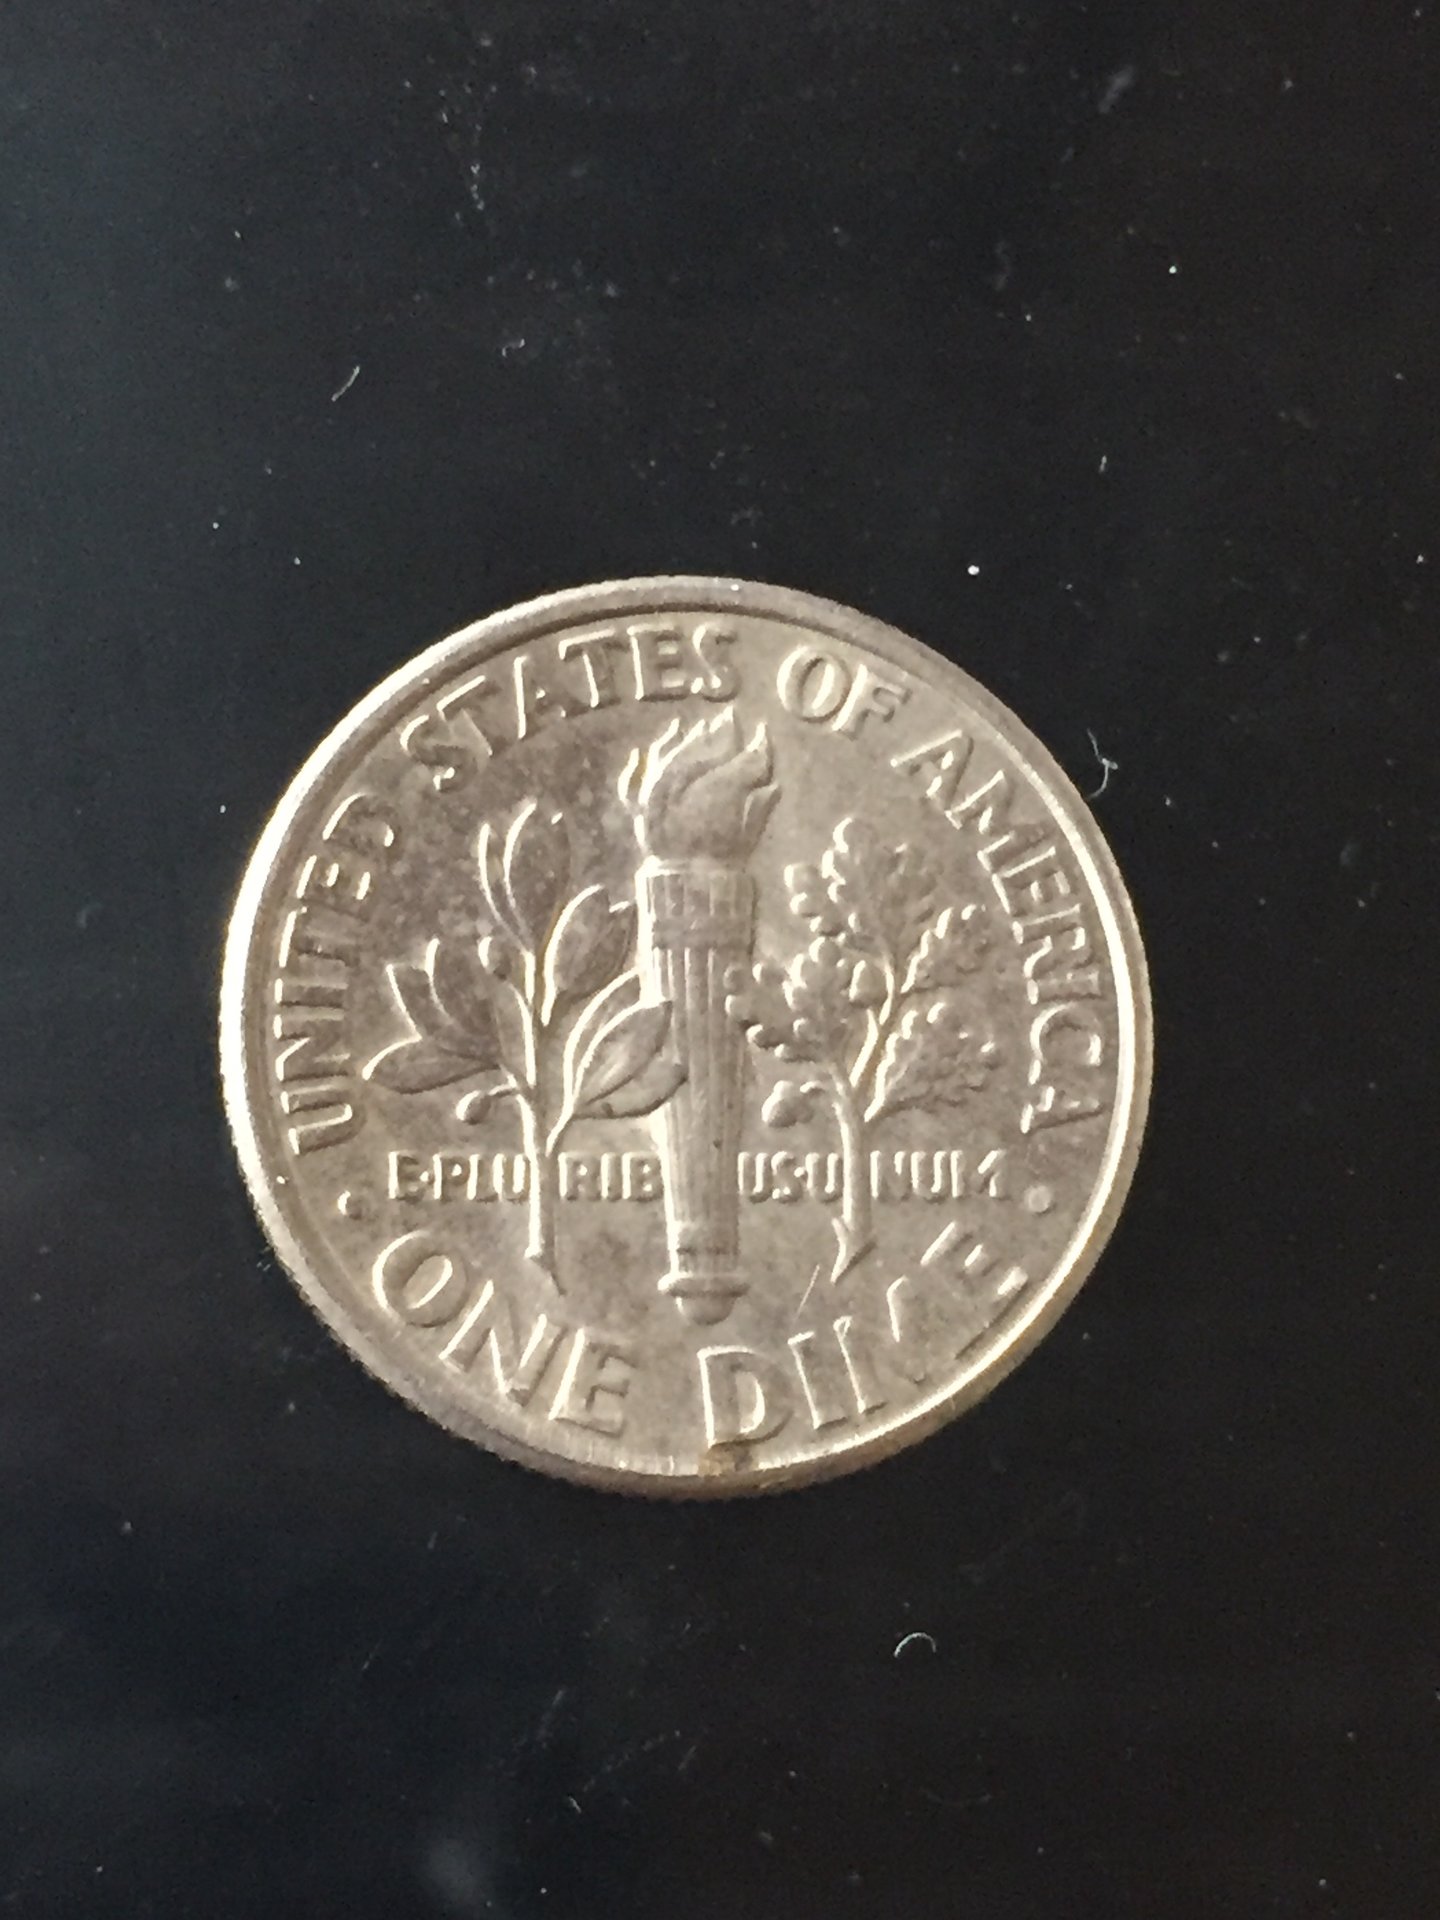 UNITED STATES OF AMERICA
E·PLURIBUS·UNUM
· ONE DIME ·